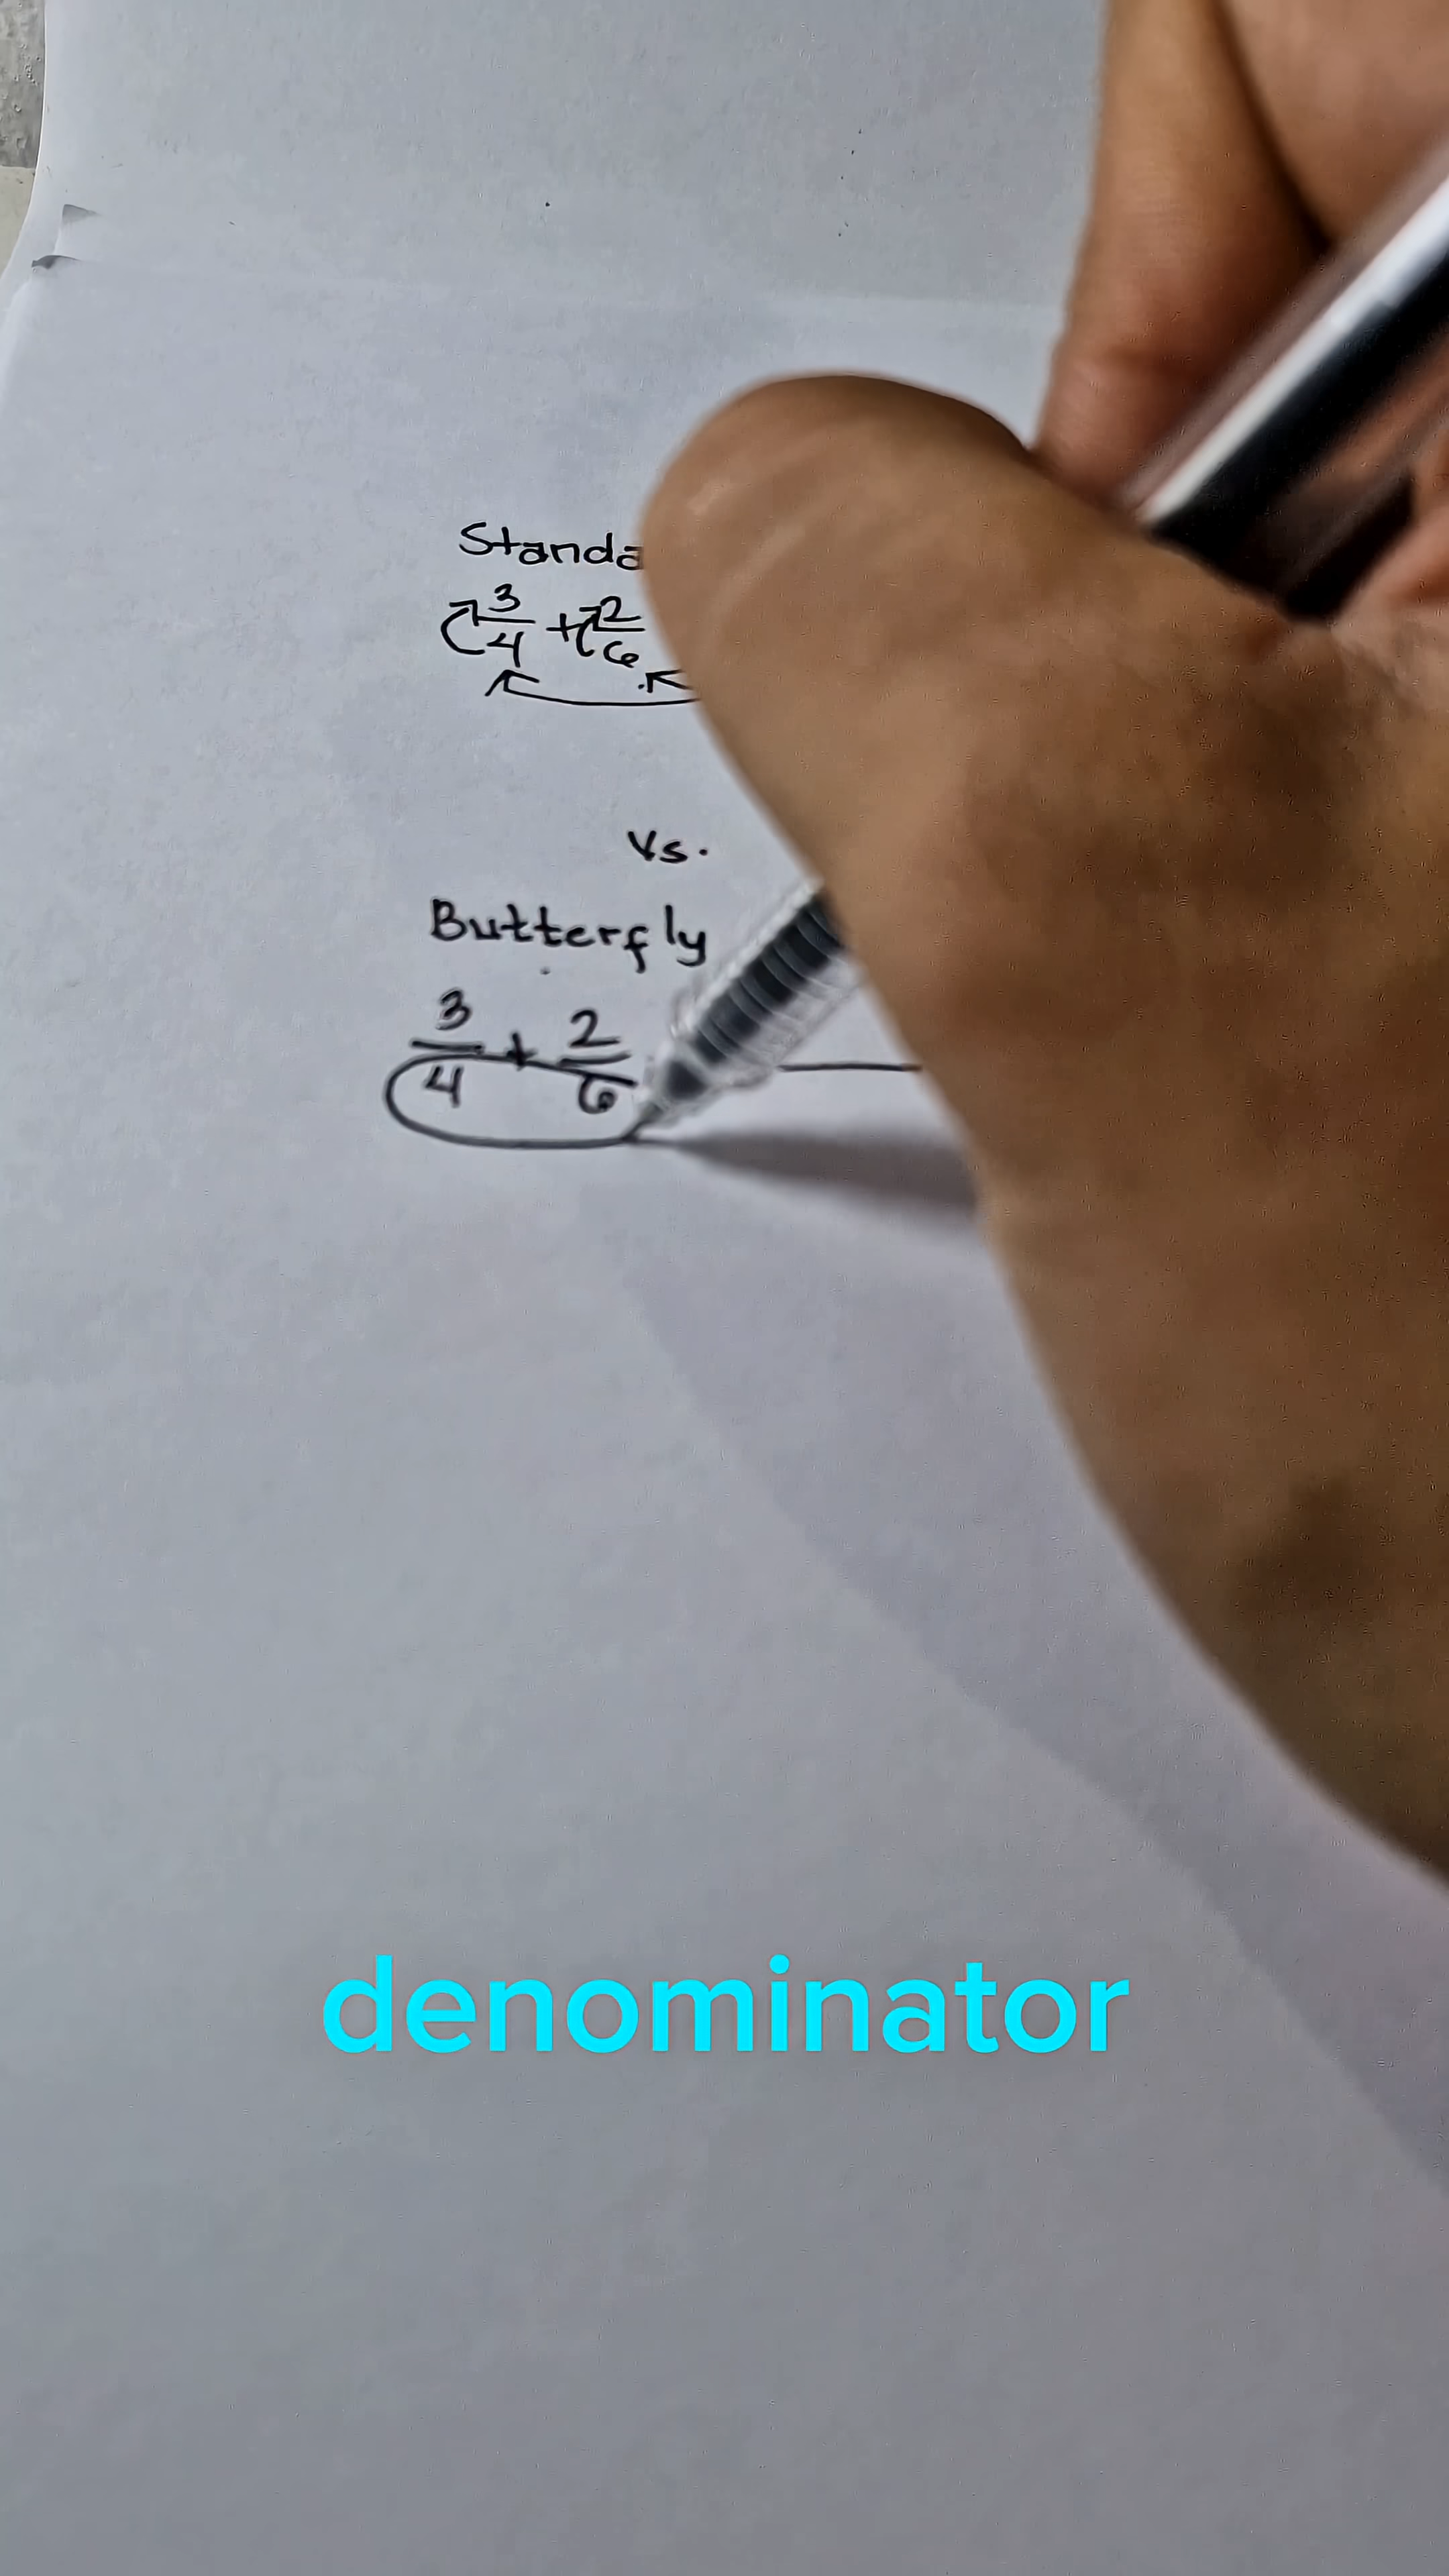 Standa
3/4 + 2/6
Vs.
Butterfly
3/4 + 2/6
denominator